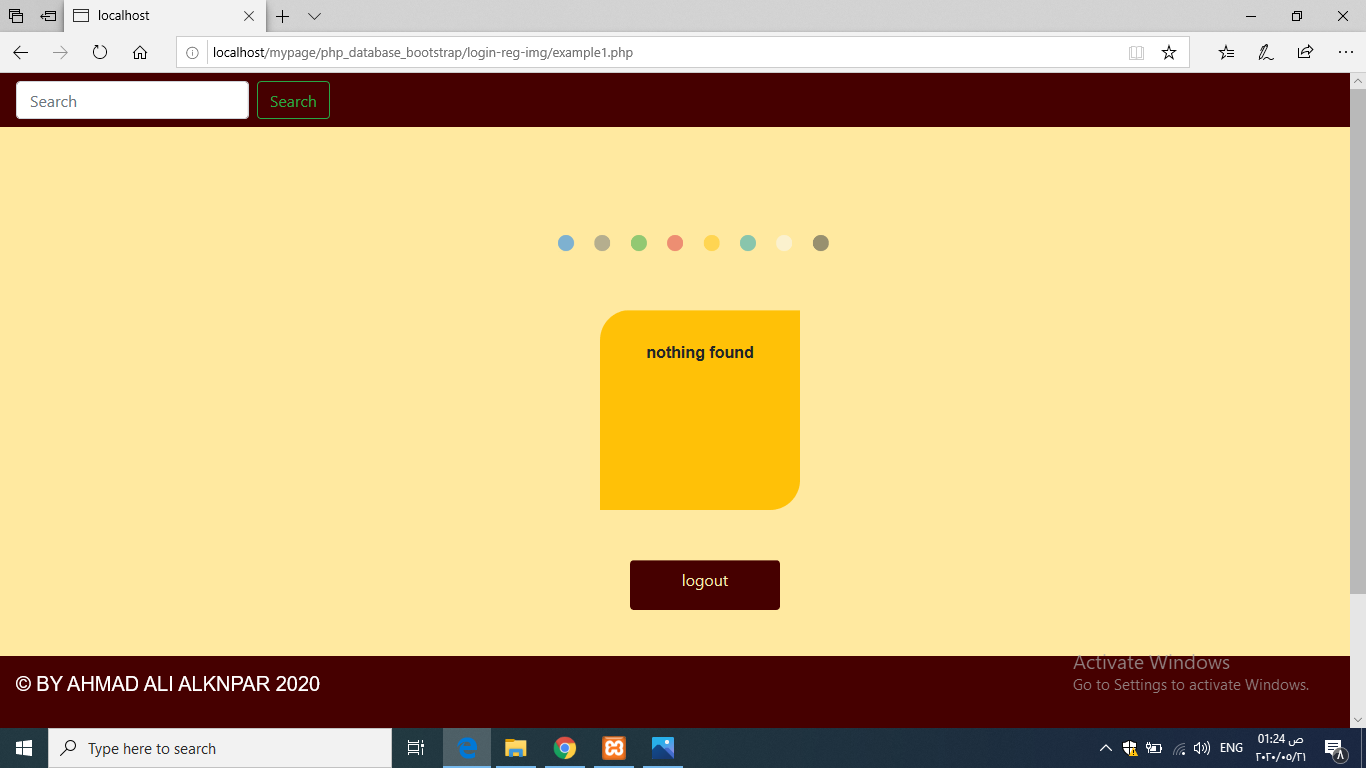 localhost
localhost/mypage/php_database_bootstrap/login-reg-img/example1.php
Search
Search
nothing found
logout
© BY AHMAD ALI ALKNPAR 2020
Activate Windows
Go to Settings to activate Windows.
Type here to search
ENG
01:24 ص
٢٠٢٠/٠٥/٢١
٨